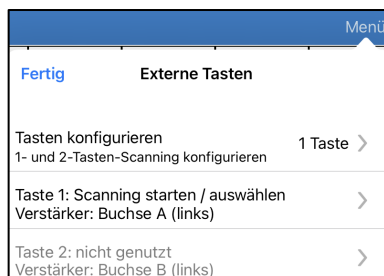 Menü
Fertig Externe Tasten
Tasten konfigurieren 1 Taste
1- und 2-Tasten-Scanning konfigurieren
Taste 1: Scanning starten / auswählen
Verstärker: Buchse A (links)
Taste 2: nicht genutzt
Verstärker: Buchse B (links)